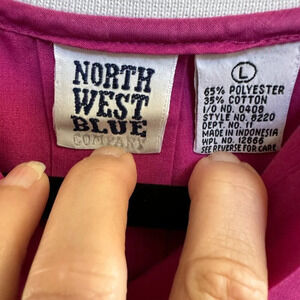 NORTH
WEST
BLUE
COMPANY
L
65% POLYESTER
35% COTTON
I/O NO. 0408
STYLE NO. 8220
DEPT. NO. 11
MADE IN INDONESIA
WPL NO. 12666
SEE REVERSE FOR CARE